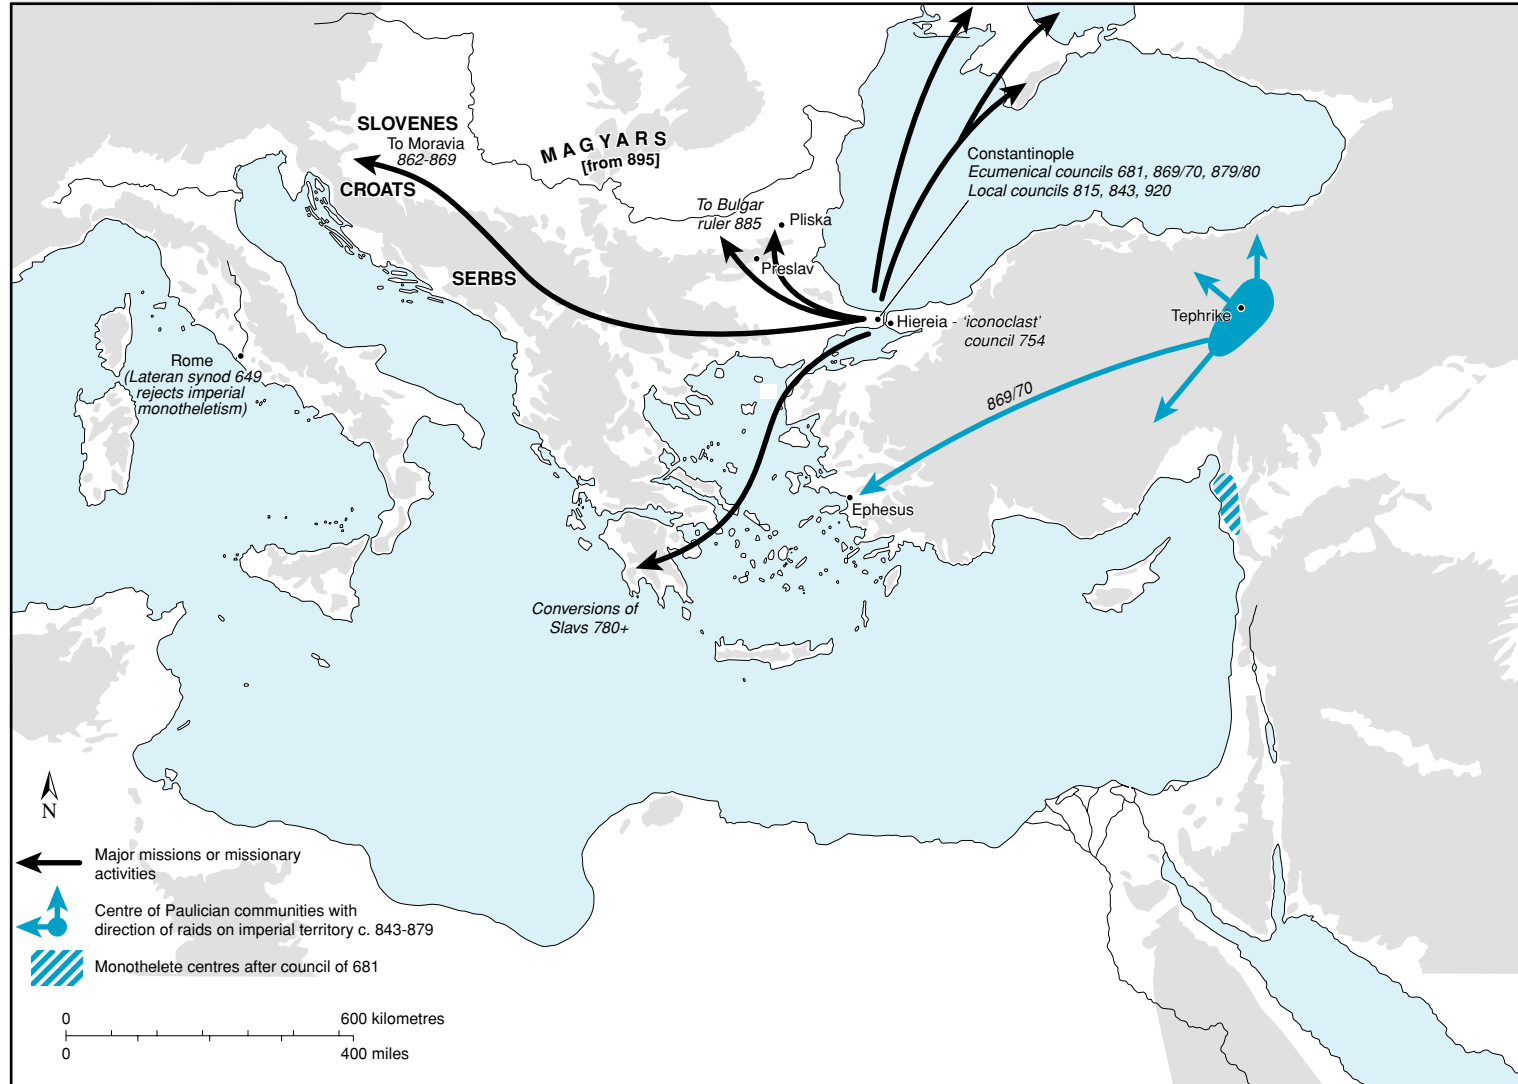 SLOVENES
To Moravia
862-869
CROATS
MAGYARS
[from 895]
SERBS
To Bulgar
ruler 885
Pliska
Preslav
Constantinople
Ecumenical councils 681, 869/70, 879/80
Local councils 815, 843, 920
Hiereia - 'iconoclast'
council 754
Tephrike
869/70
Ephesus
Rome
(Lateran synod 649
rejects imperial
monotheletism)
Conversions of
Slavs 780+
N
Major missions or missionary
activities
Centre of Paulician communities with
direction of raids on imperial territory c. 843-879
Monothelete centres after council of 681
0 600 kilometres
0 400 miles